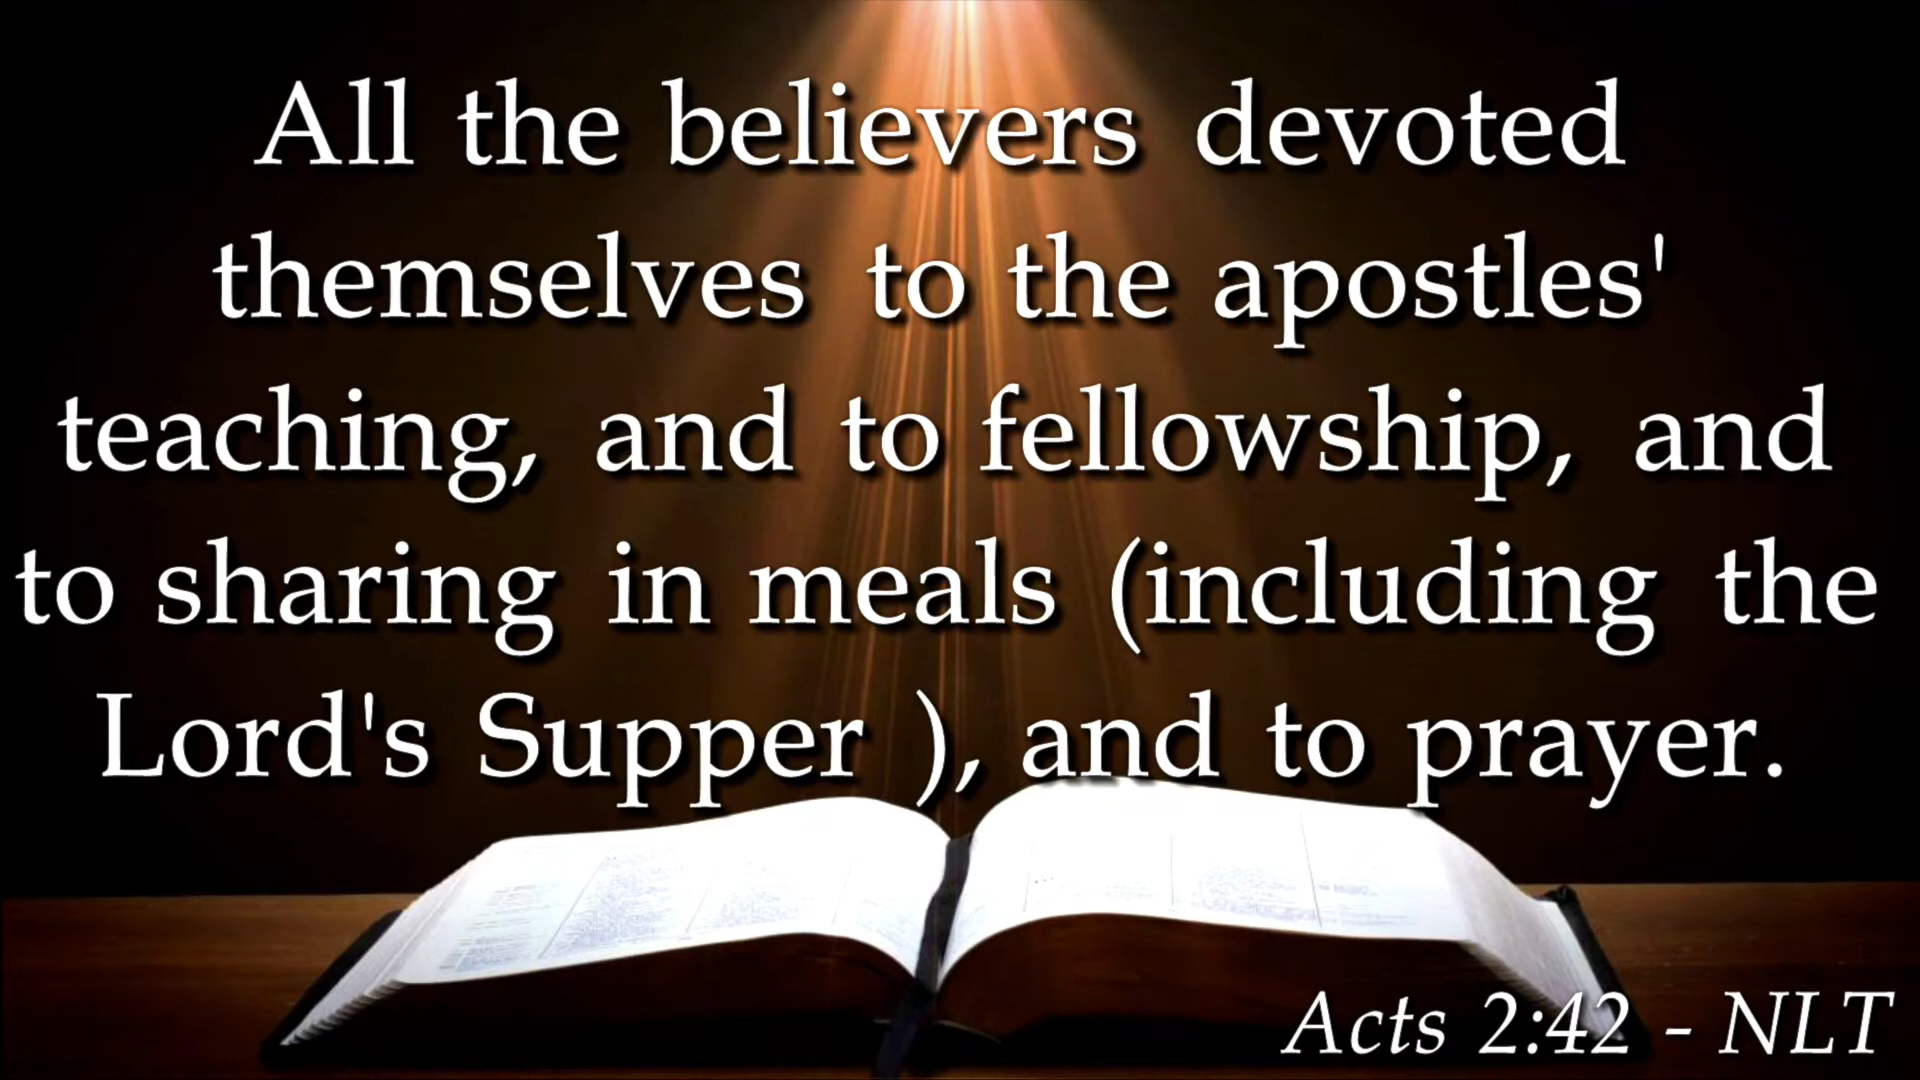 All the believers devoted
themselves to the apostles'
teaching, and to fellowship, and
to sharing in meals (including the
Lord's Supper ), and to prayer.
Acts 2:42 - NLT